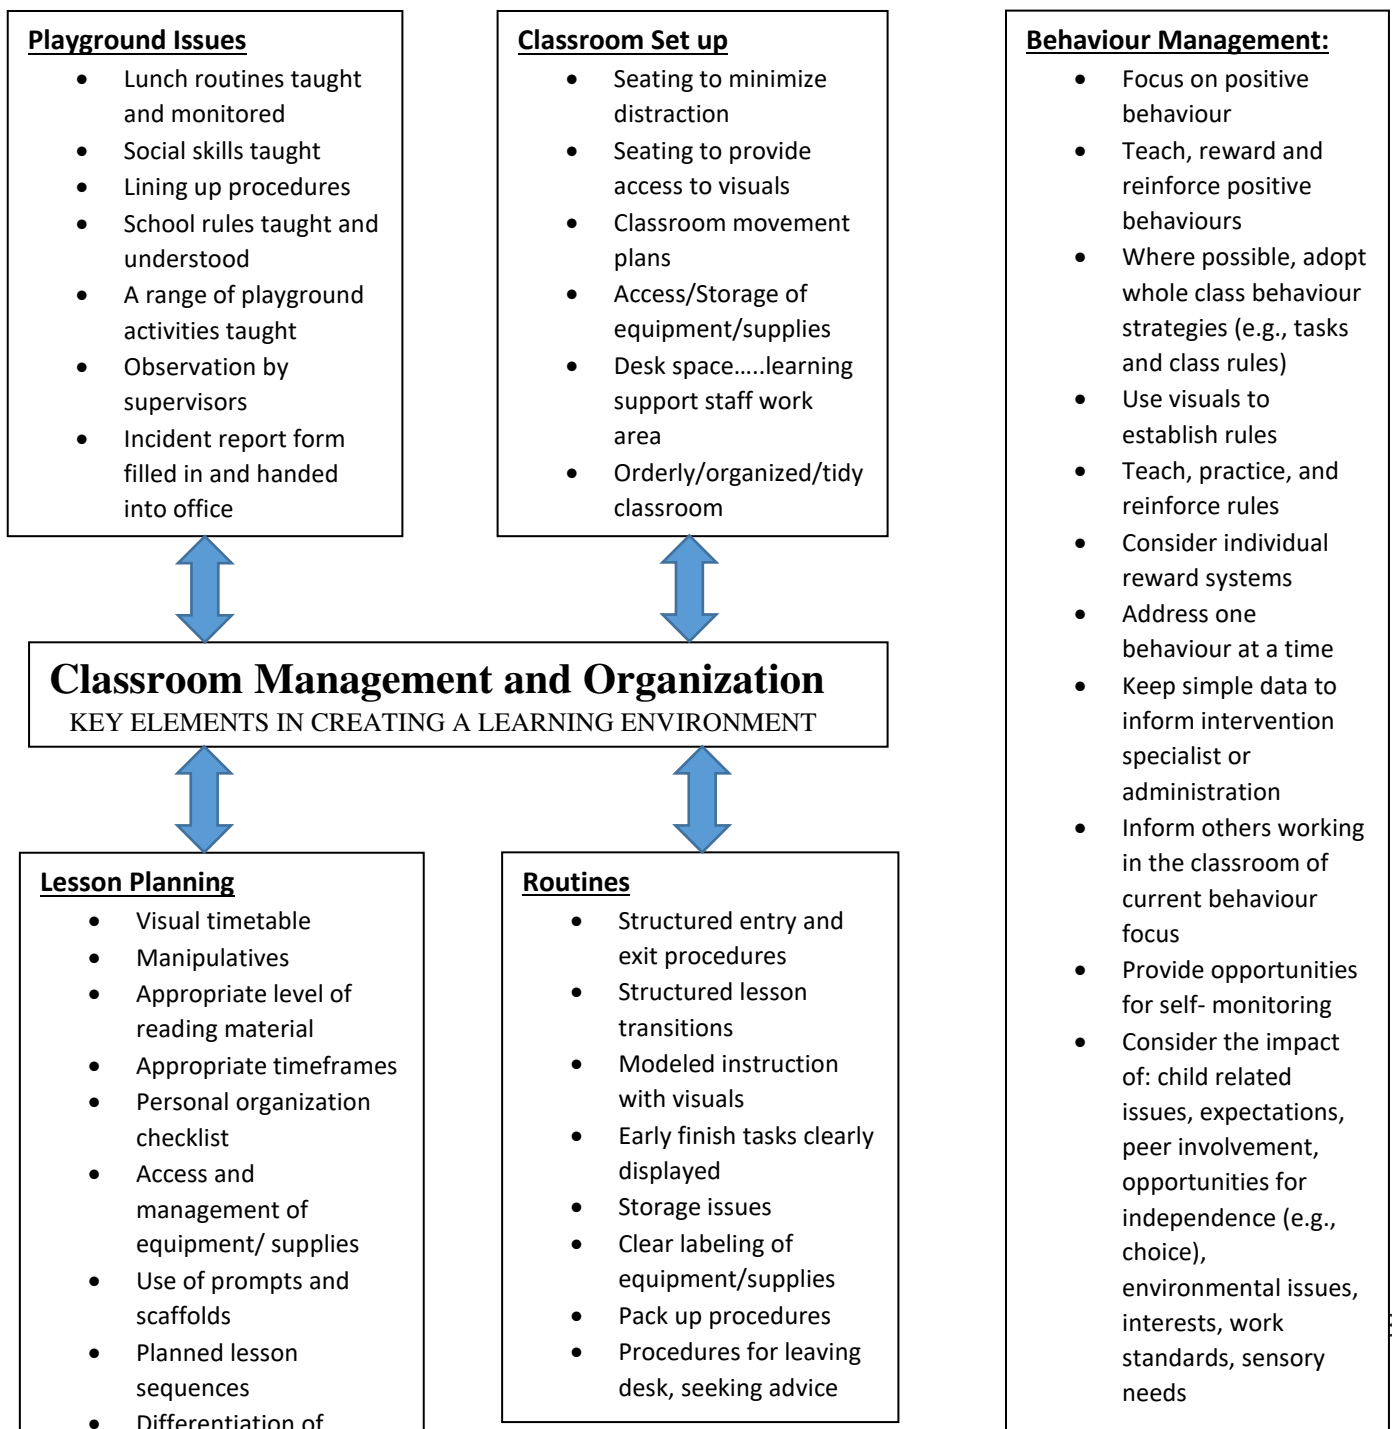 Playground Issues
• Lunch routines taught
and monitored
• Social skills taught
• Lining up procedures
• School rules taught and
understood
• A range of playground
activities taught
• Observation by
supervisors
• Incident report form
filled in and handed
into office
Classroom Set up
• Seating to minimize
distraction
• Seating to provide
access to visuals
• Classroom movement
plans
• Access/Storage of
equipment/supplies
• Desk space.....learning
support staff work
area
• Orderly/organized/tidy
classroom
Classroom Management and Organization
KEY ELEMENTS IN CREATING A LEARNING ENVIRONMENT
Lesson Planning
• Visual timetable
• Manipulatives
• Appropriate level of
reading material
• Appropriate timeframes
• Personal organization
checklist
• Access and
management of
equipment/ supplies
• Use of prompts and
scaffolds
• Planned lesson
sequences
• Differentiation of
Routines
• Structured entry and
exit procedures
• Structured lesson
transitions
• Modeled instruction
with visuals
• Early finish tasks clearly
displayed
• Storage issues
• Clear labeling of
equipment/supplies
• Pack up procedures
• Procedures for leaving
desk, seeking advice
Behaviour Management:
• Focus on positive
behaviour
• Teach, reward and
reinforce positive
behaviours
• Where possible, adopt
whole class behaviour
strategies (e.g., tasks
and class rules)
• Use visuals to
establish rules
• Teach, practice, and
reinforce rules
• Consider individual
reward systems
• Address one
behaviour at a time
• Keep simple data to
inform intervention
specialist or
administration
• Inform others working
in the classroom of
current behaviour
focus
• Provide opportunities
for self- monitoring
• Consider the impact
of: child related
issues, expectations,
peer involvement,
opportunities for
independence (e.g.,
choice),
environmental issues,
interests, work
standards, sensory
needs